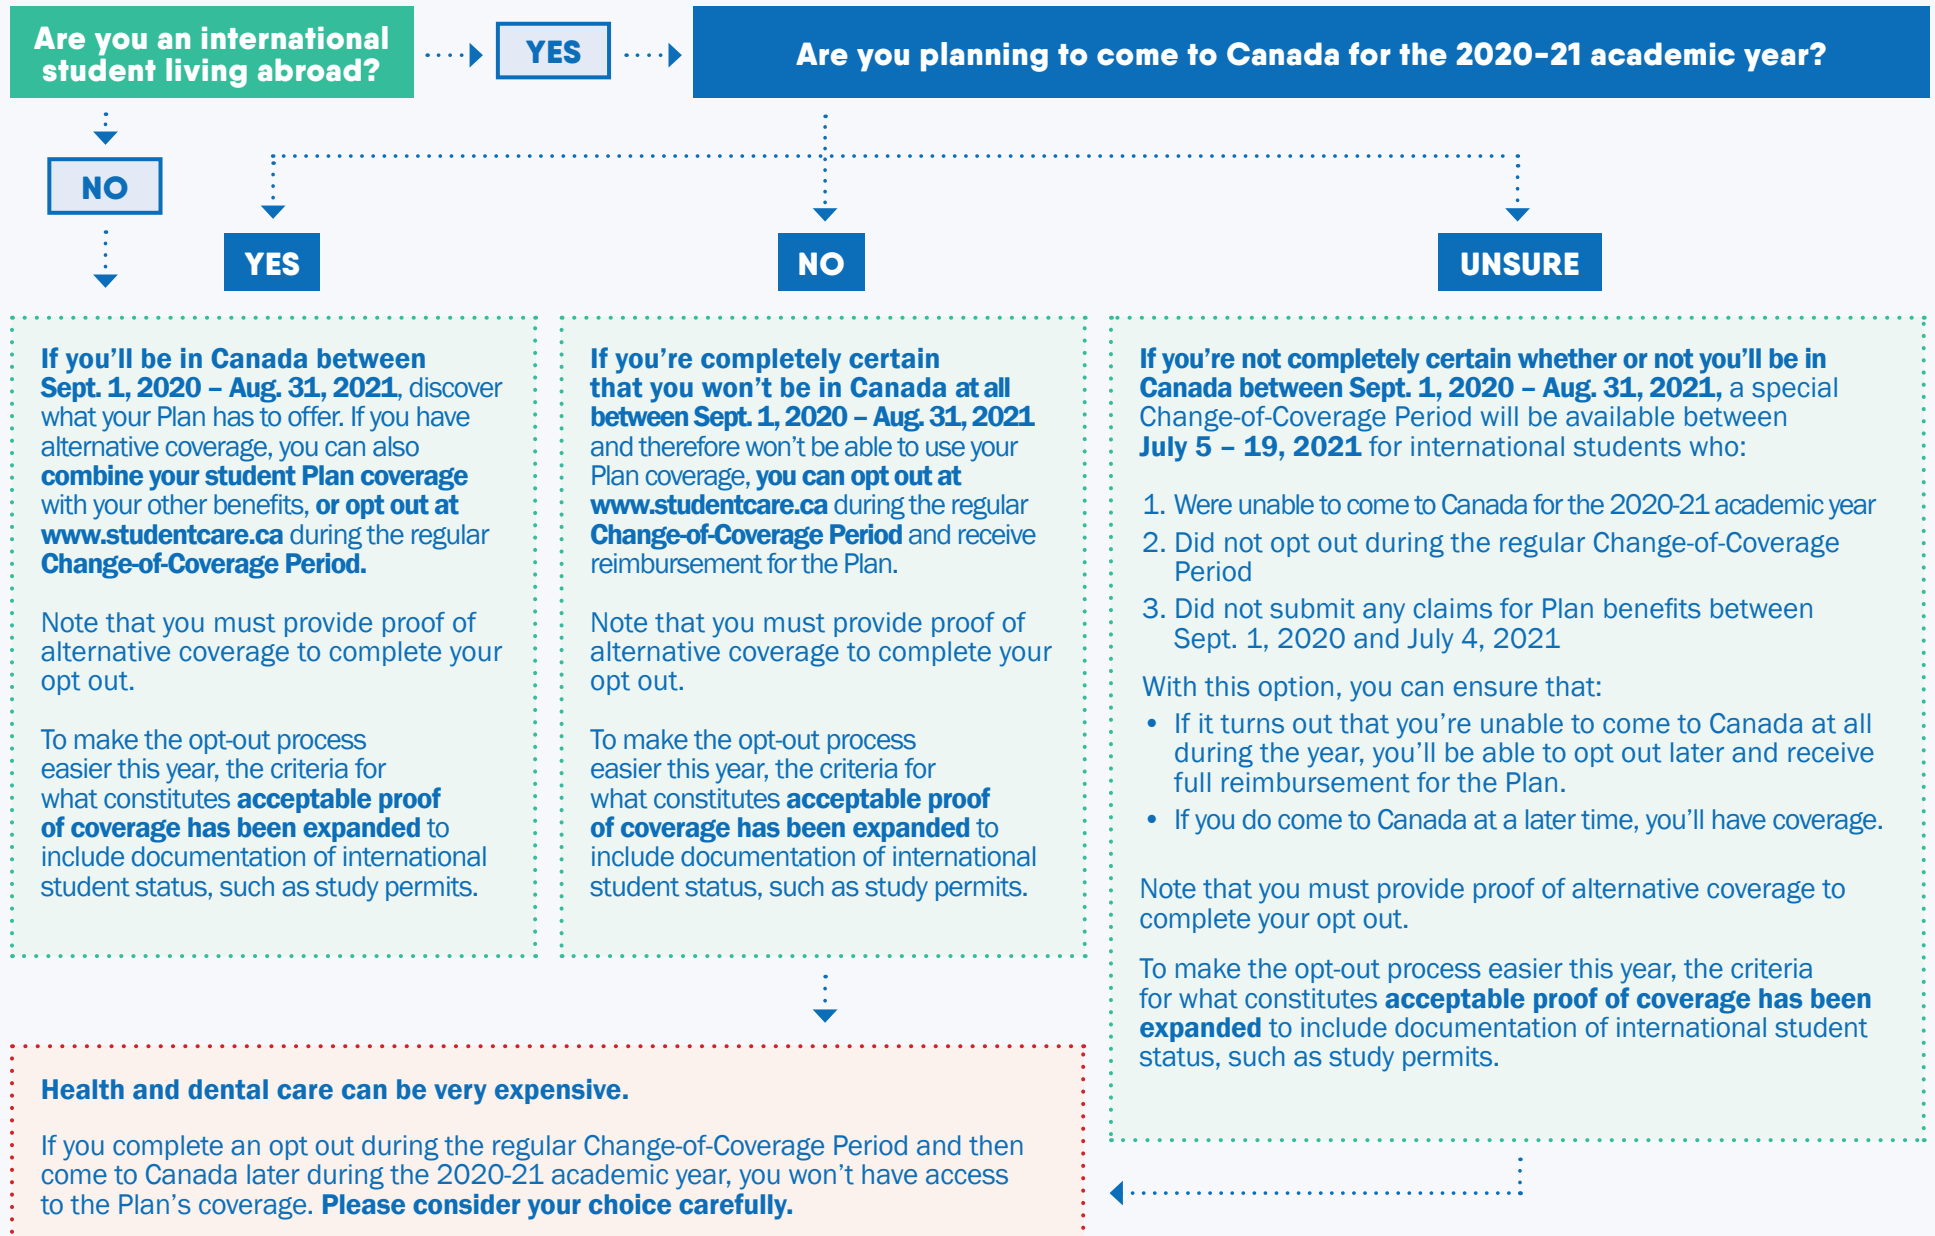 Are you an international
student living abroad?
YES
Are you planning to come to Canada for the 2020-21 academic year?
NO
YES
NO
UNSURE
If you'll be in Canada between
Sept. 1, 2020 – Aug. 31, 2021, discover
what your Plan has to offer. If you have
alternative coverage, you can also
combine your student Plan coverage
with your other benefits, or opt out at
www.studentcare.ca during the regular
Change-of-Coverage Period.
Note that you must provide proof of
alternative coverage to complete your
opt out.
To make the opt-out process
easier this year, the criteria for
what constitutes acceptable proof
of coverage has been expanded to
include documentation of international
student status, such as study permits.
If you're completely certain
that you won't be in Canada at all
between Sept. 1, 2020 – Aug. 31, 2021
and therefore won't be able to use your
Plan coverage, you can opt out at
www.studentcare.ca during the regular
Change-of-Coverage Period and receive
reimbursement for the Plan.
Note that you must provide proof of
alternative coverage to complete your
opt out.
To make the opt-out process
easier this year, the criteria for
what constitutes acceptable proof
of coverage has been expanded to
include documentation of international
student status, such as study permits.
If you're not completely certain whether or not you'll be in
Canada between Sept. 1, 2020 – Aug. 31, 2021, a special
Change-of-Coverage Period will be available between
July 5 – 19, 2021 for international students who:
1. Were unable to come to Canada for the 2020-21 academic year
2. Did not opt out during the regular Change-of-Coverage
Period
3. Did not submit any claims for Plan benefits between
Sept. 1, 2020 and July 4, 2021
With this option, you can ensure that:
• If it turns out that you're unable to come to Canada at all
during the year, you'll be able to opt out later and receive
full reimbursement for the Plan.
• If you do come to Canada at a later time, you'll have coverage.
Note that you must provide proof of alternative coverage to
complete your opt out.
To make the opt-out process easier this year, the criteria
for what constitutes acceptable proof of coverage has been
expanded to include documentation of international student
status, such as study permits.
Health and dental care can be very expensive.
If you complete an opt out during the regular Change-of-Coverage Period and then
come to Canada later during the 2020-21 academic year, you won't have access
to the Plan's coverage. Please consider your choice carefully.